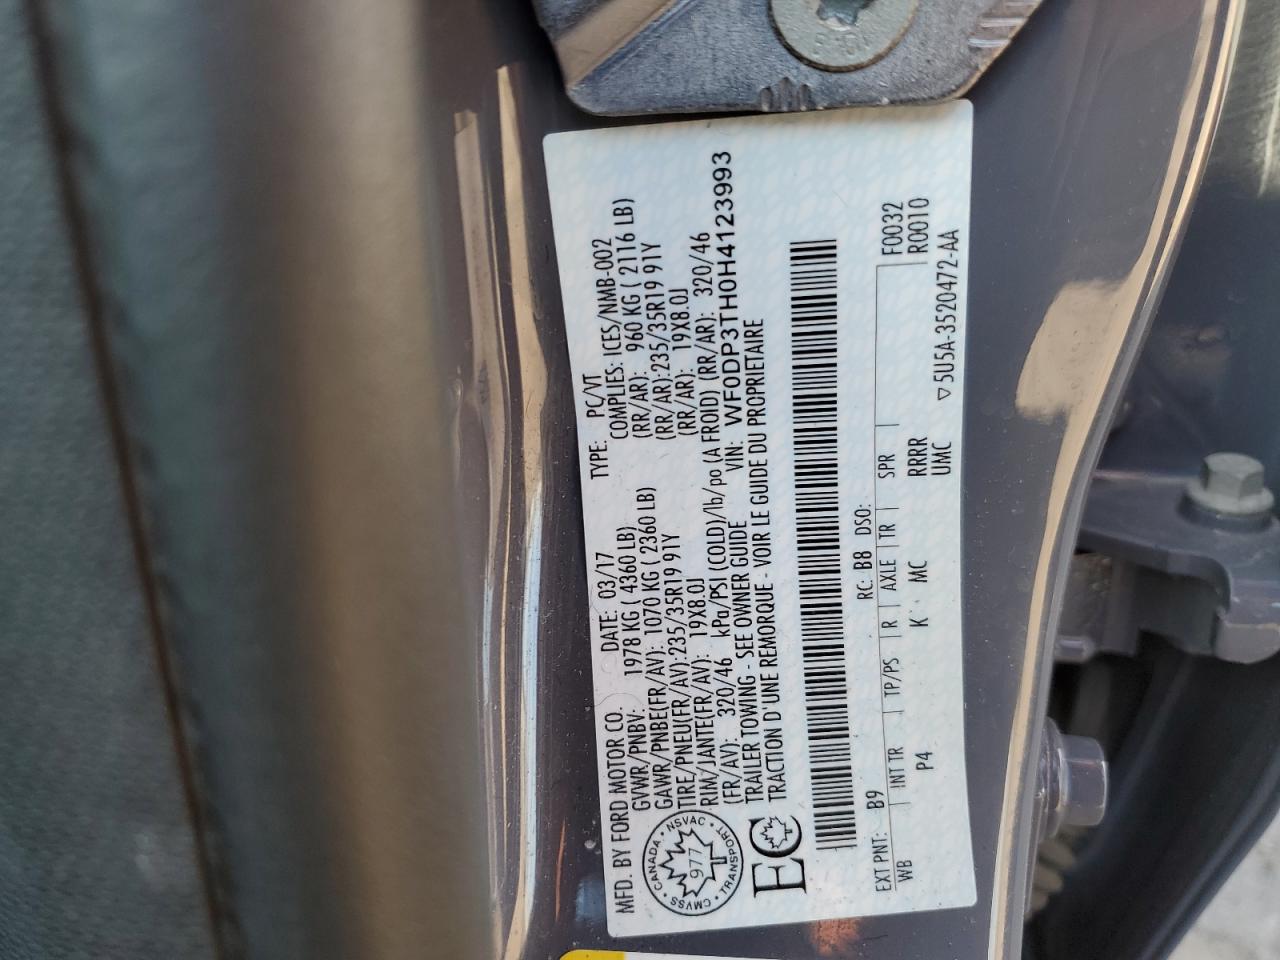 MFD. BY FORD MOTOR CO. DATE: 03/17 TYPE: PC/VT
GVWR/PNBV: 1978 KG ( 4360 LB) COMPLIES: ICES/NMB-002
GAWR/PNBE(FR/AV): 1070 KG ( 2360 LB) (RR/AR): 960 KG ( 2116 LB)
TIRE/PNEU(FR/AV):235/35R19 91Y (RR/AR):235/35R19 91Y
RIM/JANTE(FR/AV): 19X8.0J (RR/AR): 19X8.0J
(FR/AV): 320/46 kPa/PSI (COLD)/lb/po (A FROID) (RR/AR): 320/46
TRAILER TOWING - SEE OWNER GUIDE VIN: WF0DP3TH0H4123993
TRACTION D'UNE REMORQUE - VOIR LE GUIDE DU PROPRIETAIRE
CANADA • NSVAC • TRANSPORT • CMVSS •
977
EC
RC: B8 DSO:
EXT PNT: B9 F0032
WB INT TR TP/PS R AXLE TR SPR R0010
P4 K MC RRRR
UMC
▽5U5A-3520472-AA